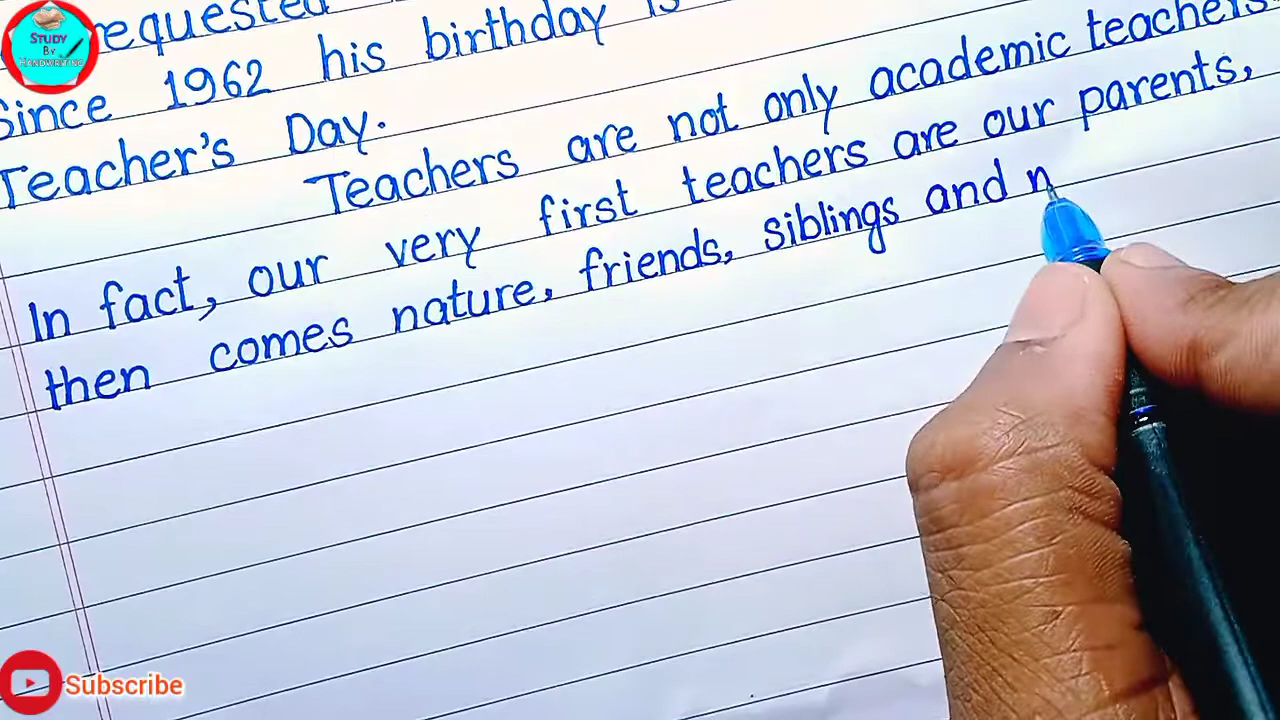 STUDY
By
HANDWRITING
requested
Since 1962 his birthday is
Teacher's Day.
Teachers are not only academic teachers.
In fact, our very first teachers are our parents,
then comes nature, friends, siblings and n
Subscribe